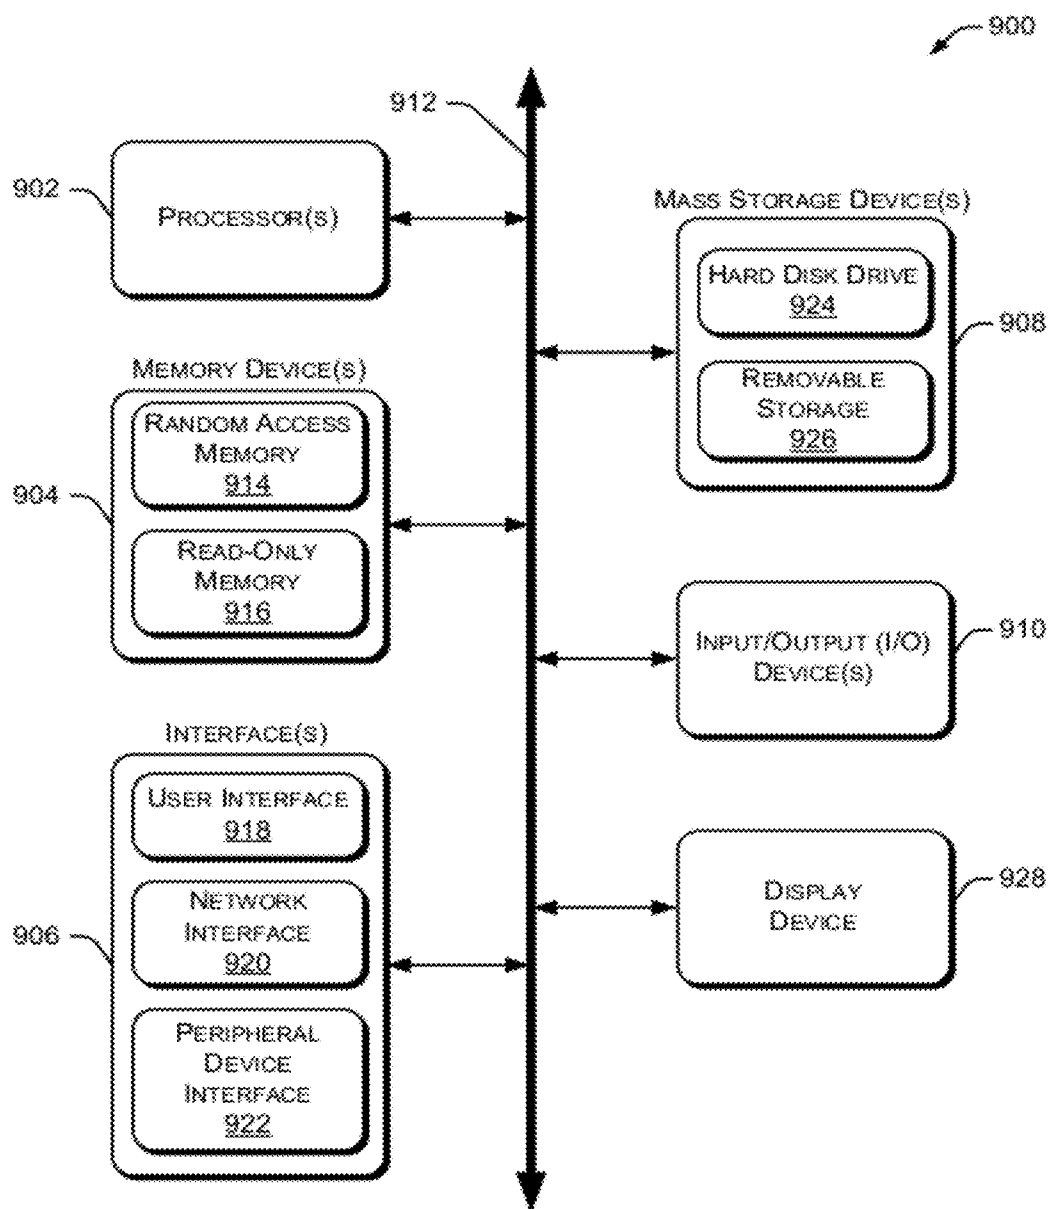 900
912
902
PROCESSOR(S)
MASS STORAGE DEVICE(S)
HARD DISK DRIVE
924
908
REMOVABLE
STORAGE
926
MEMORY DEVICE(S)
RANDOM ACCESS
MEMORY
914
904
READ-ONLY
MEMORY
916
INPUT/OUTPUT (I/O)
DEVICE(S)
910
INTERFACE(S)
USER INTERFACE
918
NETWORK
INTERFACE
920
906
PERIPHERAL
DEVICE
INTERFACE
922
DISPLAY
DEVICE
928